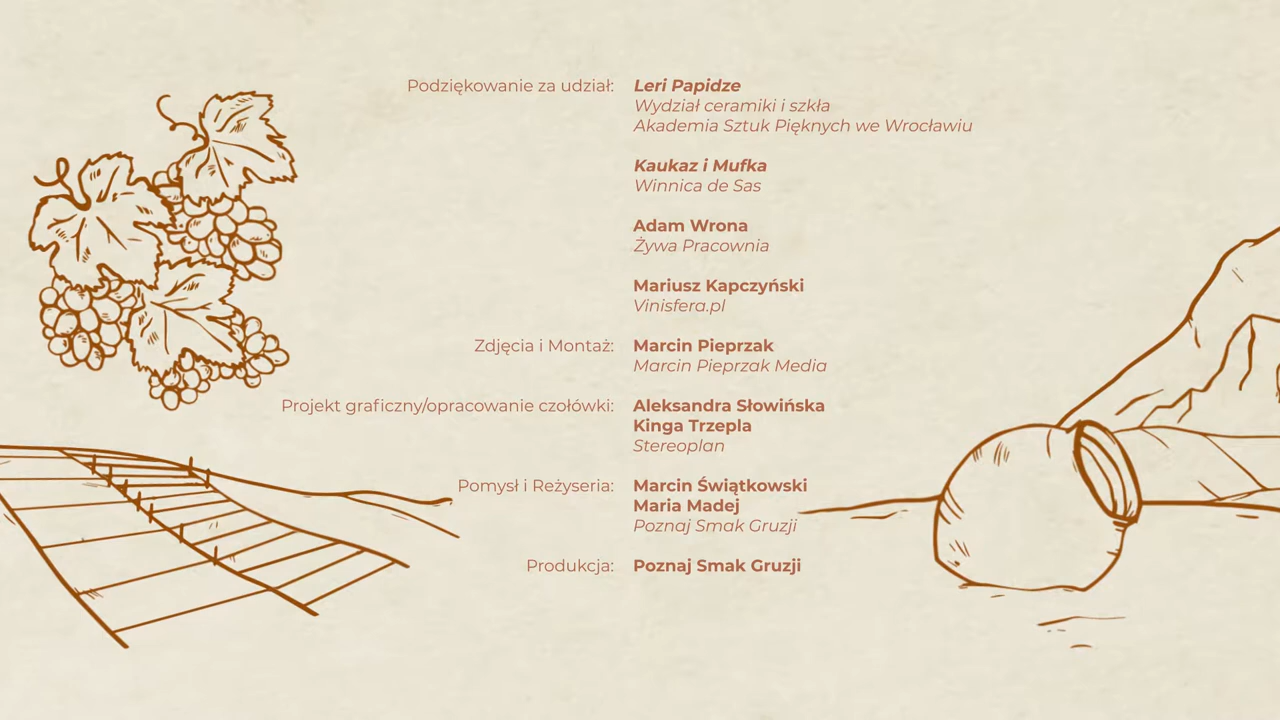 Podziękowanie za udział: Leri Papidze
Wydział ceramiki i szkła
Akademia Sztuk Pięknych we Wrocławiu
Kaukaz i Mufka
Winnica de Sas
Adam Wrona
Żywa Pracownia
Mariusz Kapczyński
Vinisfera.pl
Zdjęcia i Montaż: Marcin Pieprzak
Marcin Pieprzak Media
Projekt graficzny/opracowanie czołówki: Aleksandra Słowińska
Kinga Trzepla
Stereoplan
Pomysł i Reżyseria: Marcin Świątkowski
Maria Madej
Poznaj Smak Gruzji
Produkcja: Poznaj Smak Gruzji